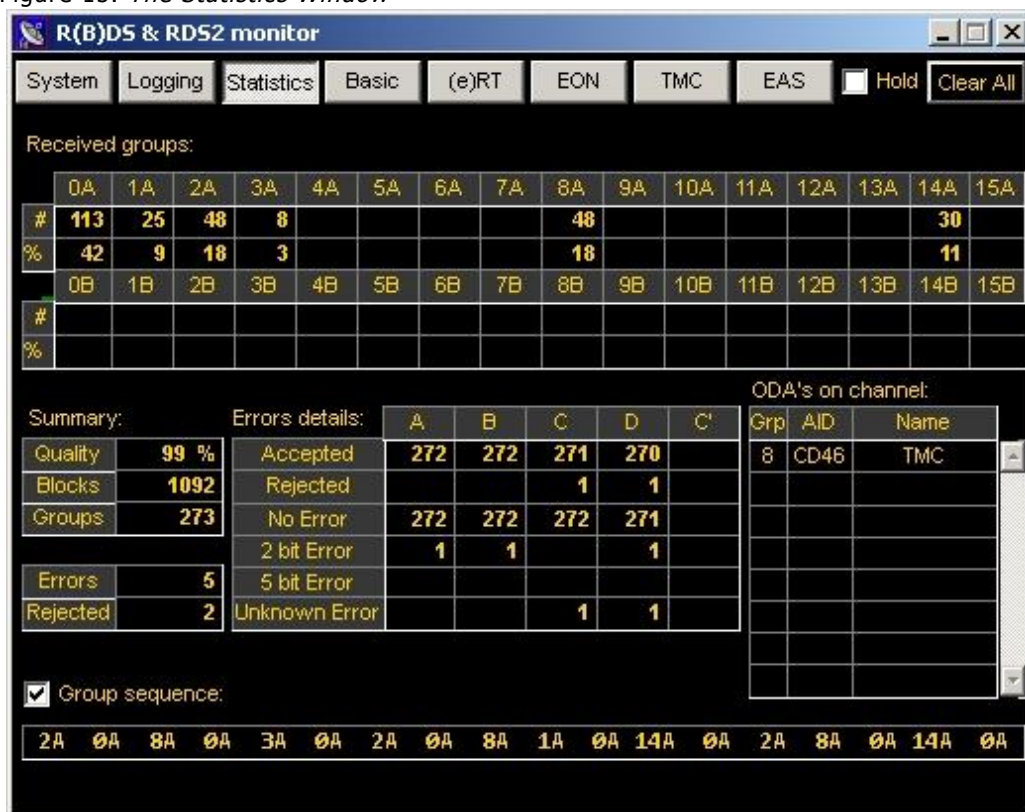 Figure 15: The Statistics Window
R(B)DS & RDS2 monitor
System Logging Statistics Basic (e)RT EON TMC EAS Hold Clear All
Received groups:
0A 1A 2A 3A 4A 5A 6A 7A 8A 9A 10A 11A 12A 13A 14A 15A
# 113 25 48 8 48 30
% 42 9 18 3 18 11
0B 1B 2B 3B 4B 5B 6B 7B 8B 9B 10B 11B 12B 13B 14B 15B
#
%
Summary:
Quality 99 %
Blocks 1092
Groups 273
Errors 5
Rejected 2
Errors details: A B C D C'
Accepted 272 272 271 270
Rejected 1 1
No Error 272 272 272 271
2 bit Error 1 1 1
5 bit Error
Unknown Error 1 1
ODA's on channel:
Grp AID Name
8 CD46 TMC
Group sequence:
2A 0A 8A 0A 3A 0A 2A 0A 8A 1A 0A 14A 0A 2A 8A 0A 14A 0A